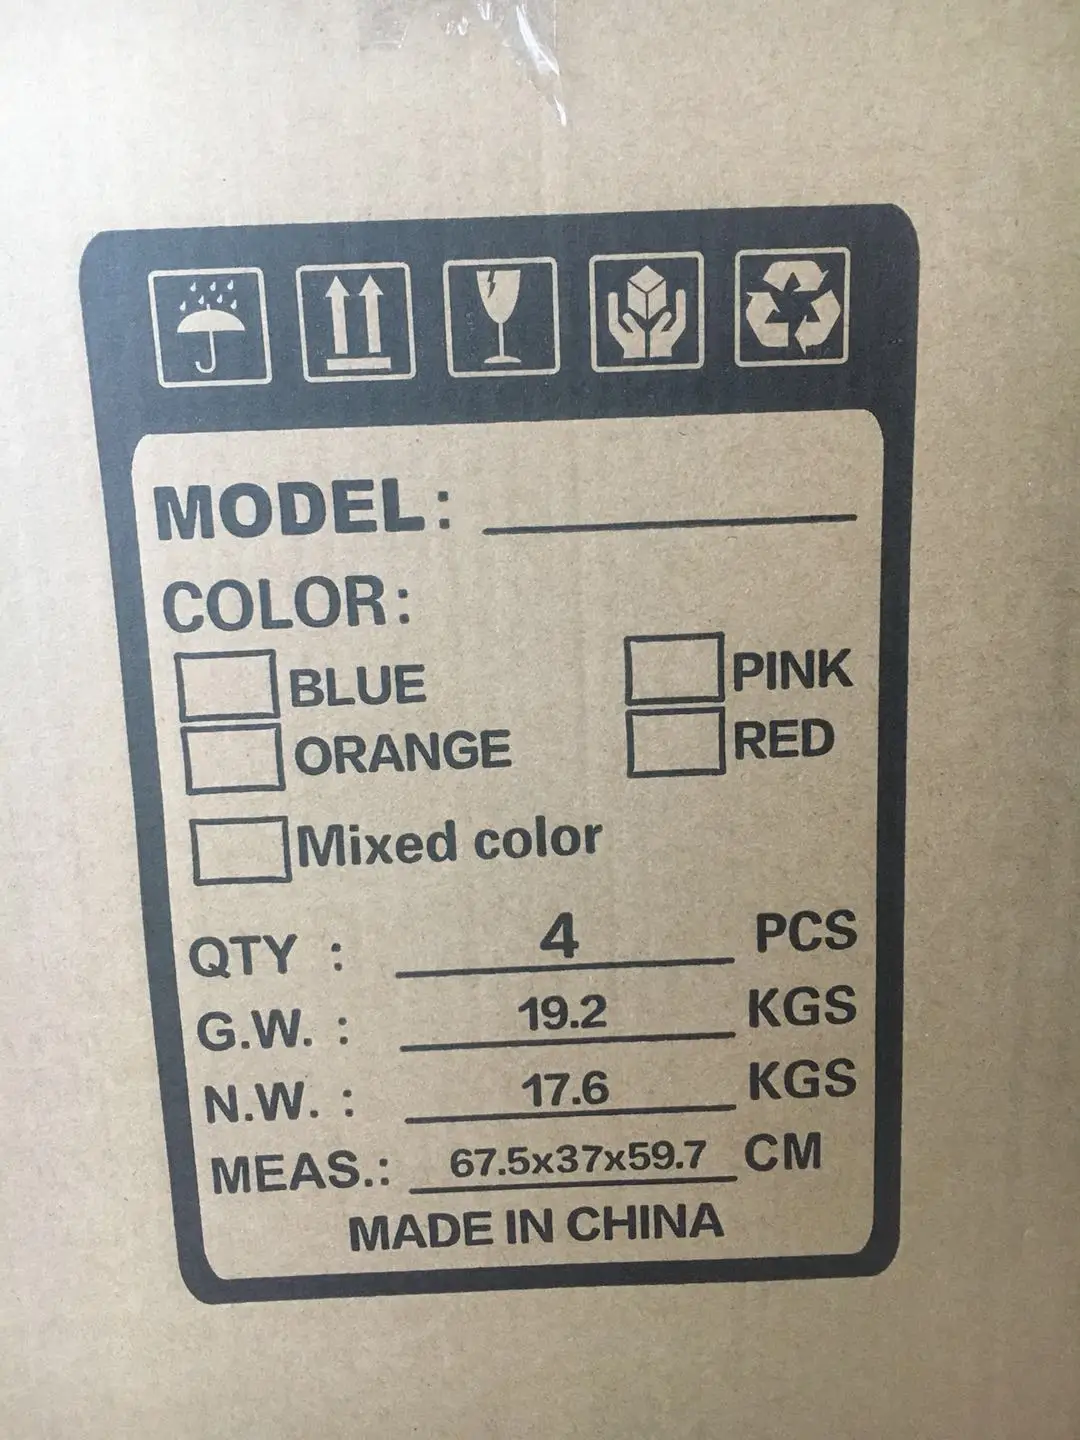 MODEL:
COLOR:
BLUE PINK
ORANGE RED
Mixed color
QTY : 4 PCS
G.W. : 19.2 KGS
N.W. : 17.6 KGS
MEAS.: 67.5x37x59.7 CM
MADE IN CHINA